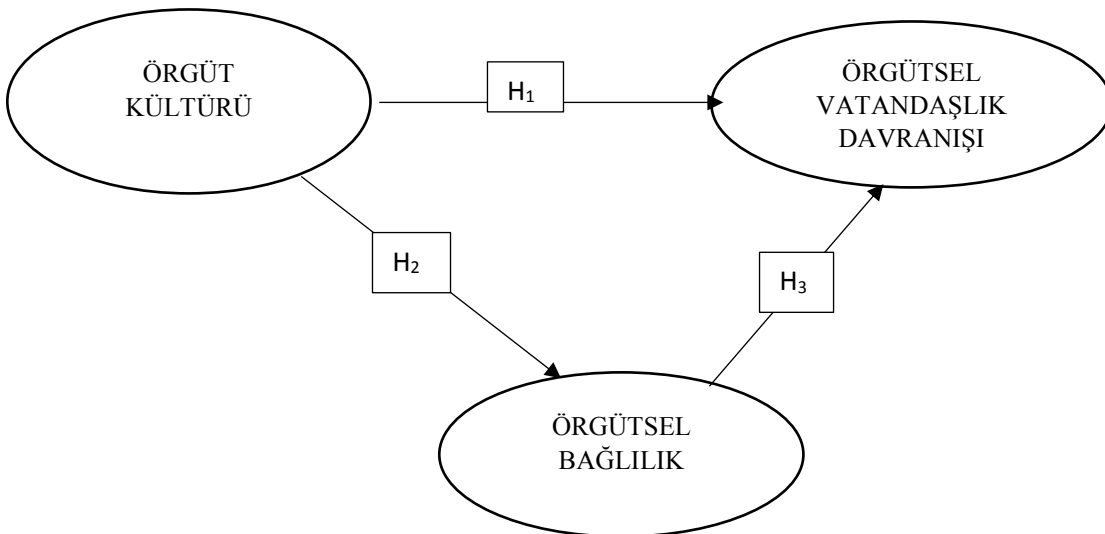 ÖRGÜT
KÜLTÜRÜ
H₁
ÖRGÜTSEL
VATANDAŞLIK
DAVRANIŞI
H₂
H₃
ÖRGÜTSEL
BAĞLILIK